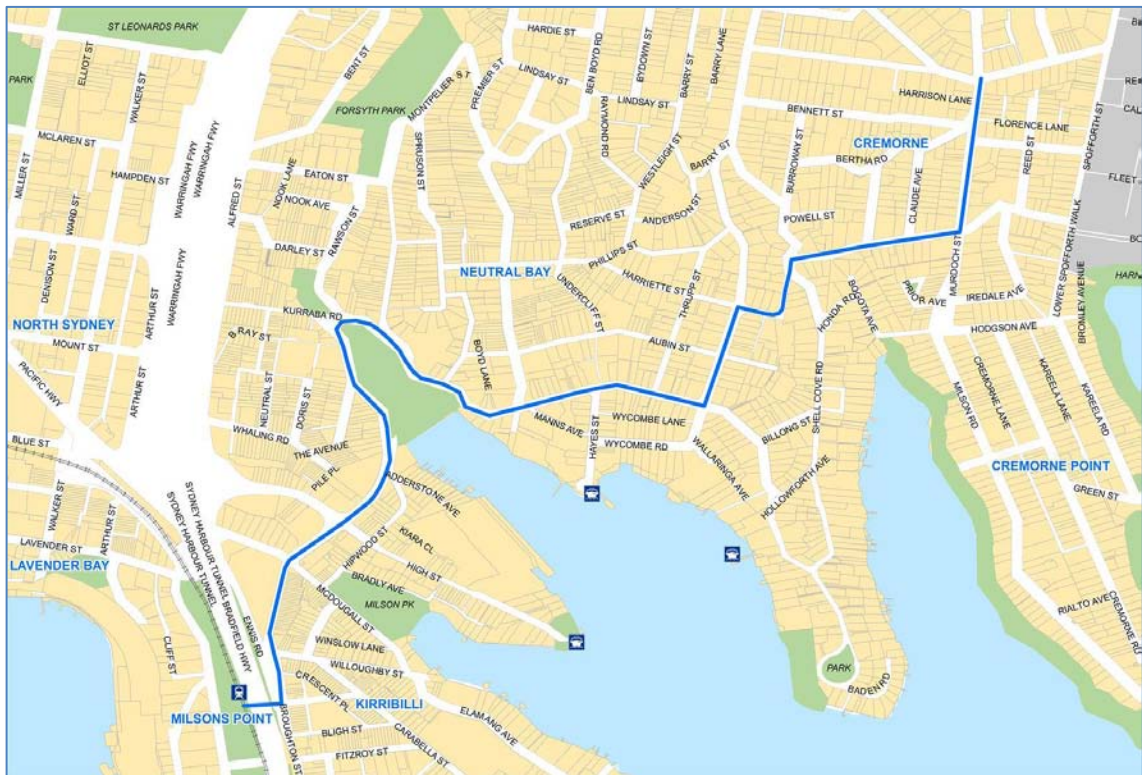 ST LEONARDS PARK
PARK
ELLIOT ST
WALKER ST
MCLAREN ST
MILLER ST
HAMPDEN ST
WARD ST
DENISON ST
WARRINGAH FWY
WARRINGAH FWY
WARRINGAH FWY
ARTHUR ST
NORTH SYDNEY
MOUNT ST
ARTHUR ST
PACIFIC HWY
BLUE ST
BENT ST
FORSYTH PARK
MONTPELIER ST
PREMIER ST
ALFRED ST
NOOK LANE
EATON ST
NOOK AVE
DARLEY ST
RAWSON ST
SPRUSON ST
KURRABA RD
B RAY ST
NEUTRAL ST
DORIS ST
WHALING RD
THE AVENUE
PILE PL
HARDIE ST
LINDSAY ST
BEN BOYD RD
BYDOWN ST
BARRY ST
BARRY LANE
LINDSAY ST
RAYMOND RD
WESTLEIGH ST
BARRY ST
RESERVE ST
ANDERSON ST
PHILLIPS ST
NEUTRAL BAY
HARRIETTE ST
UNDERCLIFF ST
THRUPP ST
BOYD LANE
AUBIN ST
MANNS AVE
HAYES ST
WYCOMBE LANE
WYCOMBE RD
WALLARINGA AVE
BILLONG ST
SHELL COVE RD
HOLLOWFORTH AVE
HONDA RD
BOGOTA AVE
HARRISON LANE
BENNETT ST
CREMORNE
FLORENCE LANE
REED ST
SPOFFORTH ST
BERTHA RD
BURROWAY ST
CLAUDE AVE
POWELL ST
MURDOCH ST
PRIOR AVE
IREDALE AVE
LOWER SPOFFORTH WALK
BROMLEY AVENUE
HODGSON AVE
CREMORNE LANE
KAREELA LANE
KAREELA RD
MILSON RD
CREMORNE POINT
GREEN ST
RIALTO AVE
CREMORNE RD
PARK
BADEN RD
SYDNEY HARBOUR TUNNEL
SYDNEY HARBOUR TUNNEL
BRADFIELD HWY
WALKER ST
ARTHUR ST
LAVENDER ST
LAVENDER BAY
CLIFF ST
ENNIS RD
ADDERSTONE AVE
HIPWOOD ST
KIARA CL
HIGH ST
BRADLY AVE
MILSON PK
MCDOUGALL ST
WINSLOW LANE
WILLOUGHBY ST
CRESCENT PL
KIRRIBILLI
MILSONS POINT
BROUGHTON ST
BLIGH ST
FITZROY ST
CARABELLA ST
ELAMANG AVE